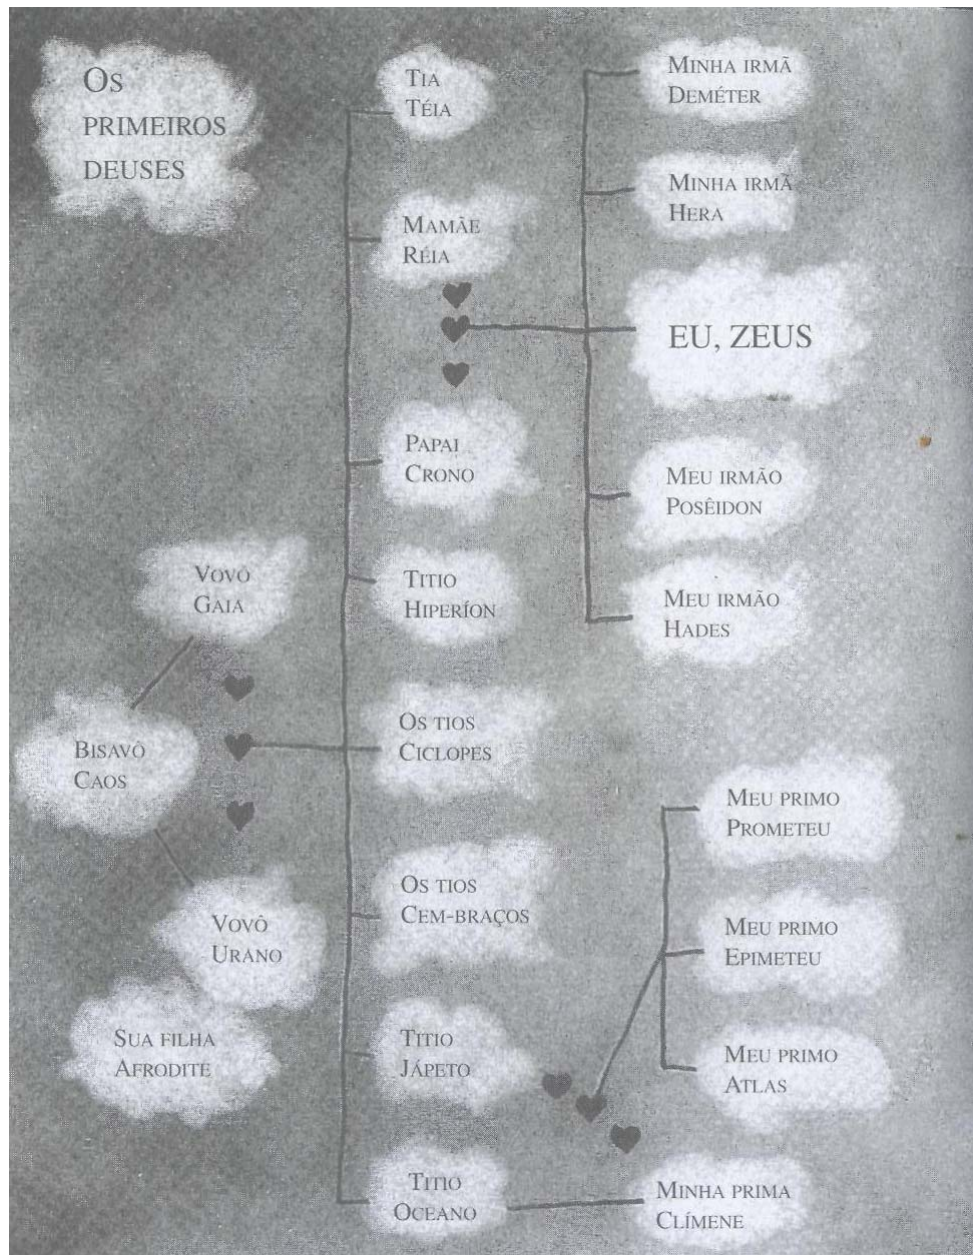 OS
PRIMEIROS
DEUSES
TIA
TÉIA
MAMÃE
RÉIA
PAPAI
CRONO
TITIO
HIPERÍON
OS TIOS
CICLOPES
OS TIOS
CEM-BRAÇOS
TITIO
JÁPETO
TITIO
OCEANO
MINHA IRMÃ
DEMÉTER
MINHA IRMÃ
HERA
EU, ZEUS
MEU IRMÃO
POSÊIDON
MEU IRMÃO
HADES
VOVÓ
GAIA
BISAVÔ
CAOS
VOVÔ
URANO
SUA FILHA
AFRODITE
MEU PRIMO
PROMETEU
MEU PRIMO
EPIMETEU
MEU PRIMO
ATLAS
MINHA PRIMA
CLÍMENE